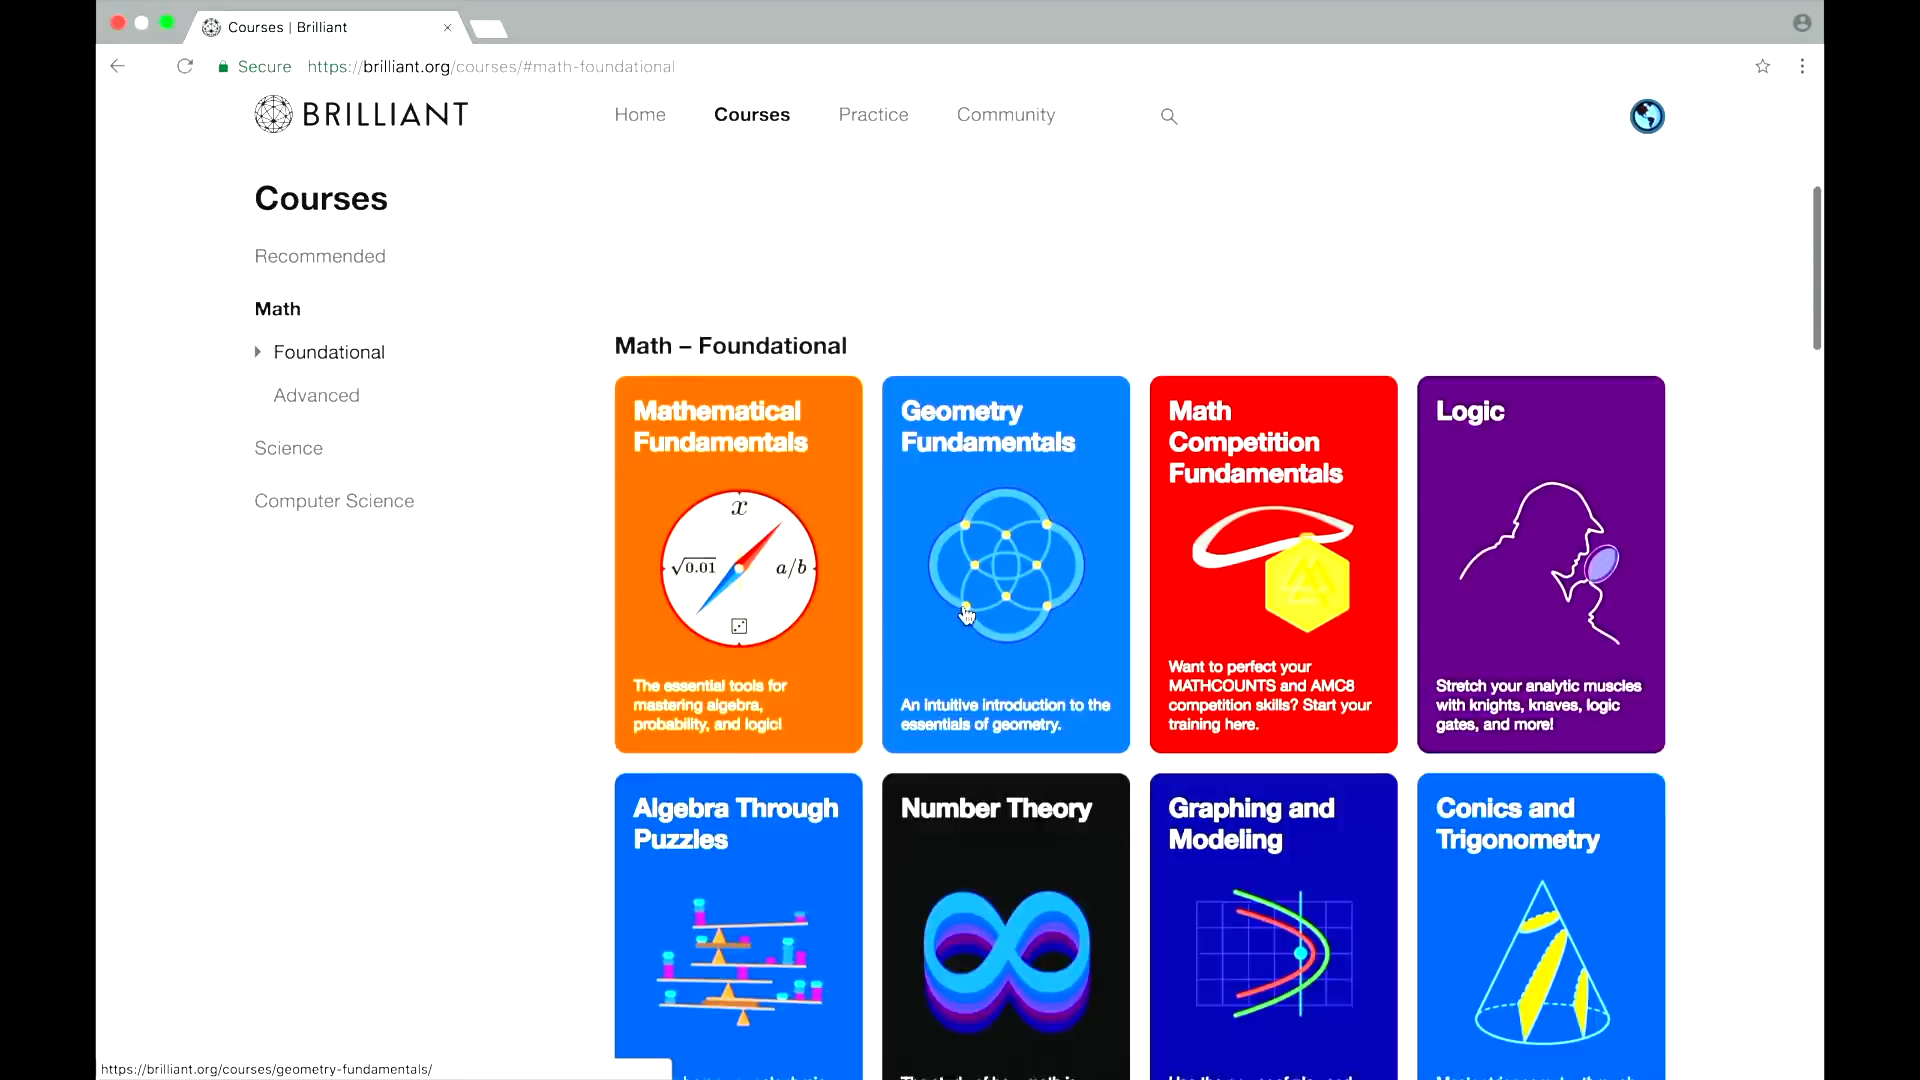 Courses | Brilliant
Secure https://brilliant.org/courses/#math-foundational
BRILLIANT
Home Courses Practice Community
Courses
Recommended
Math
Foundational
Advanced
Science
Computer Science
Math – Foundational
Mathematical
Fundamentals
x
√0.01 a/b
The essential tools for
mastering algebra,
probability, and logic!
Geometry
Fundamentals
An intuitive introduction to the
essentials of geometry.
Math
Competition
Fundamentals
Want to perfect your
MATHCOUNTS and AMC8
competition skills? Start your
training here.
Logic
Stretch your analytic muscles
with knights, knaves, logic
gates, and more!
Algebra Through
Puzzles
Number Theory
Graphing and
Modeling
Conics and
Trigonometry
https://brilliant.org/courses/geometry-fundamentals/